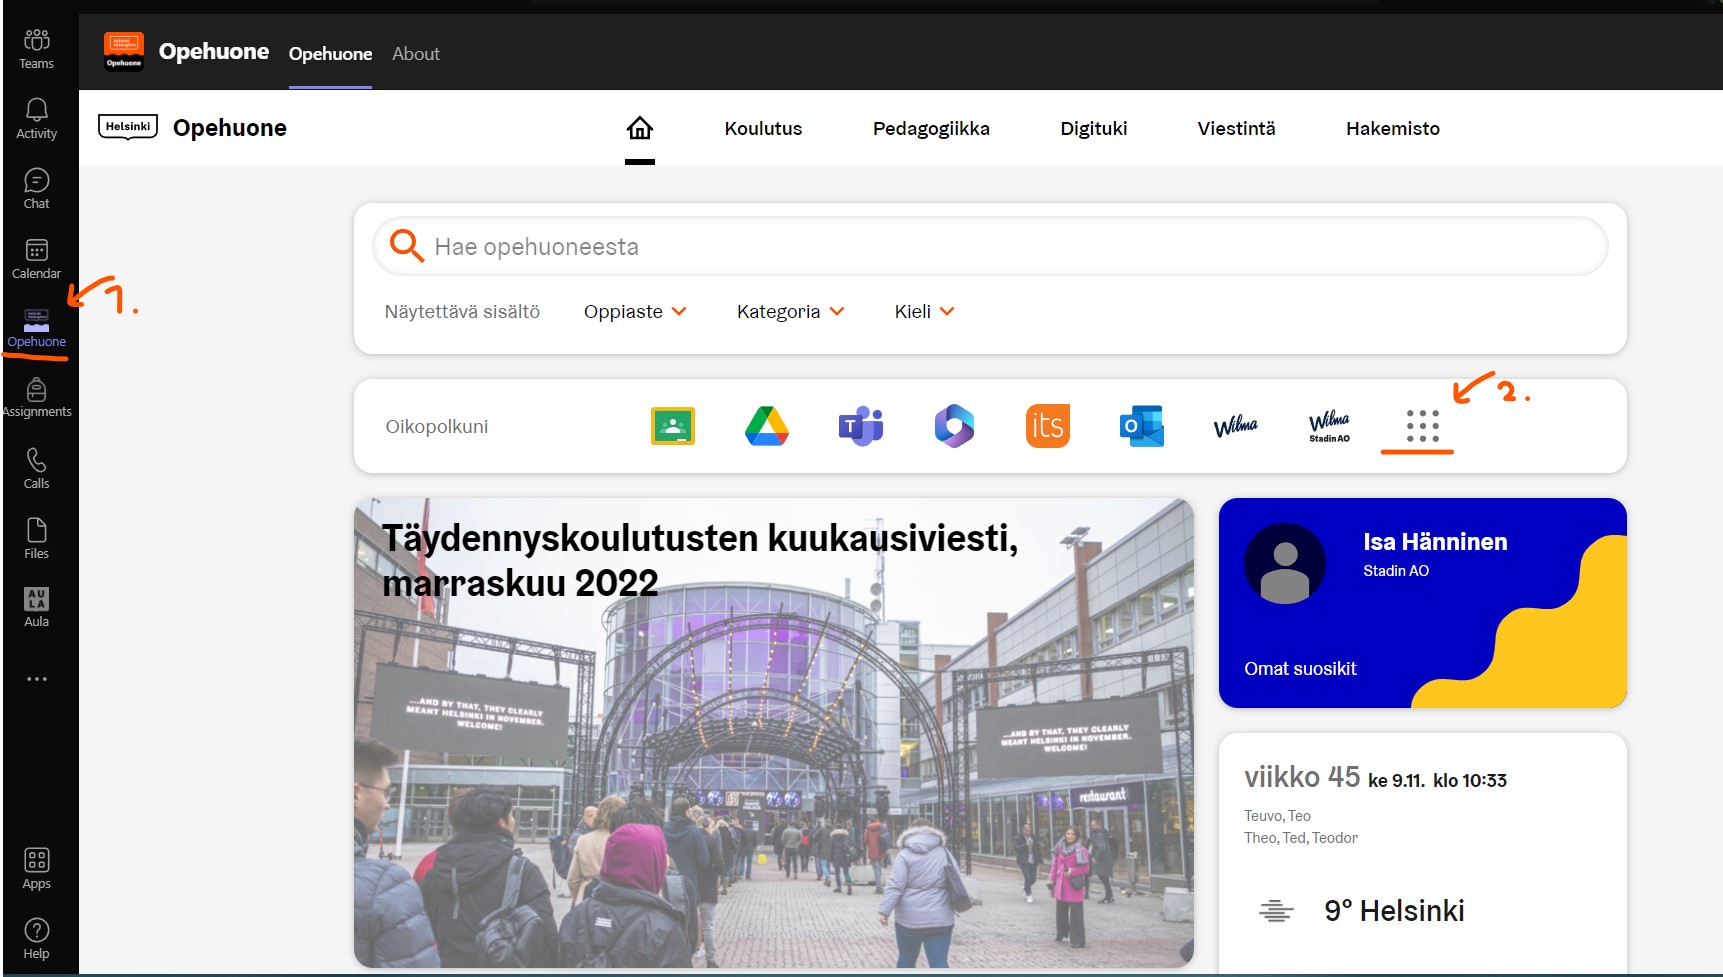 Teams
Activity
Chat
Calendar
1.
Opehuone
Assignments
Calls
Files
AU
LA
Aula
Apps
Help
Opehuone
Opehuone Opehuone About
Helsinki Opehuone Koulutus Pedagogiikka Digituki Viestintä Hakemisto
Hae opehuoneesta
Näytettävä sisältö Oppiaste Kategoria Kieli
2.
Oikopolkuni T its O Wilma Wilma
Stadin AO
Täydennyskoulutusten kuukausiviesti,
marraskuu 2022
...AND BY THAT, THEY CLEARLY
MEANT HELSINKI IN NOVEMBER.
WELCOME!
...AND BY THAT, THEY CLEARLY
MEANT HELSINKI IN NOVEMBER.
WELCOME!
restaurant
Isa Hänninen
Stadin AO
Omat suosikit
viikko 45 ke 9.11. klo 10:33
Teuvo, Teo
Theo, Ted, Teodor
9° Helsinki